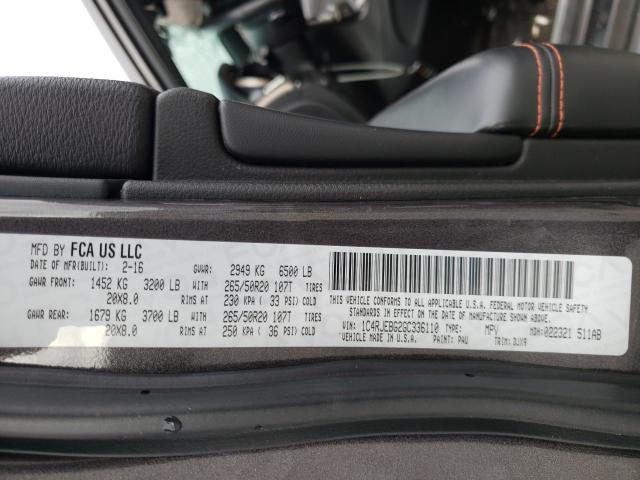 MFD BY FCA US LLC
DATE OF MFR(BUILT): 2-16 GVWR: 2949 KG 6500 LB
GAWR FRONT: 1452 KG 3200 LB WITH 265/50R20 107T TIRES
20X8.0 RIMS AT 230 KPA ( 33 PSI) COLD
GAWR REAR: 1679 KG 3700 LB WITH 265/50R20 107T TIRES
20X8.0 RIMS AT 250 KPA ( 36 PSI) COLD
THIS VEHICLE CONFORMS TO ALL APPLICABLE U.S.A. FEDERAL MOTOR VEHICLE SAFETY
STANDARDS IN EFFECT ON THE DATE OF MANUFACTURE SHOWN ABOVE.
VIN: 1C4RJEBG2GC336110 TYPE: MPV MDH: 022321 511AB
VEHICLE MADE IN U.S.A. PAINT: PAU TRIM: DJX9